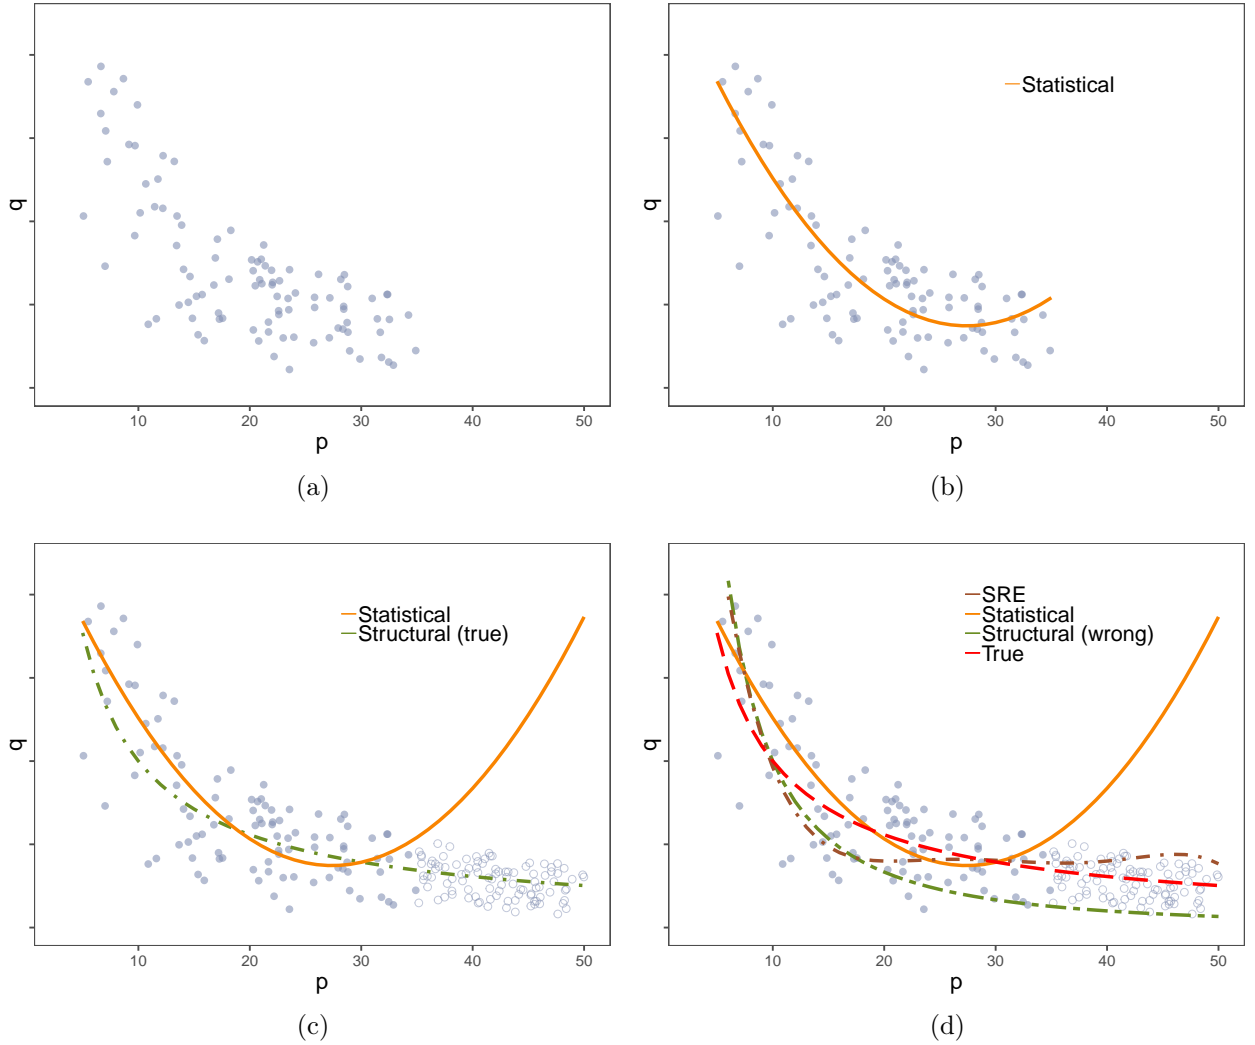 q
10 20 30 40 50
p
(a)
q
Statistical
10 20 30 40 50
p
(b)
q
Statistical
Structural (true)
10 20 30 40 50
p
(c)
q
SRE
Statistical
Structural (wrong)
True
10 20 30 40 50
p
(d)